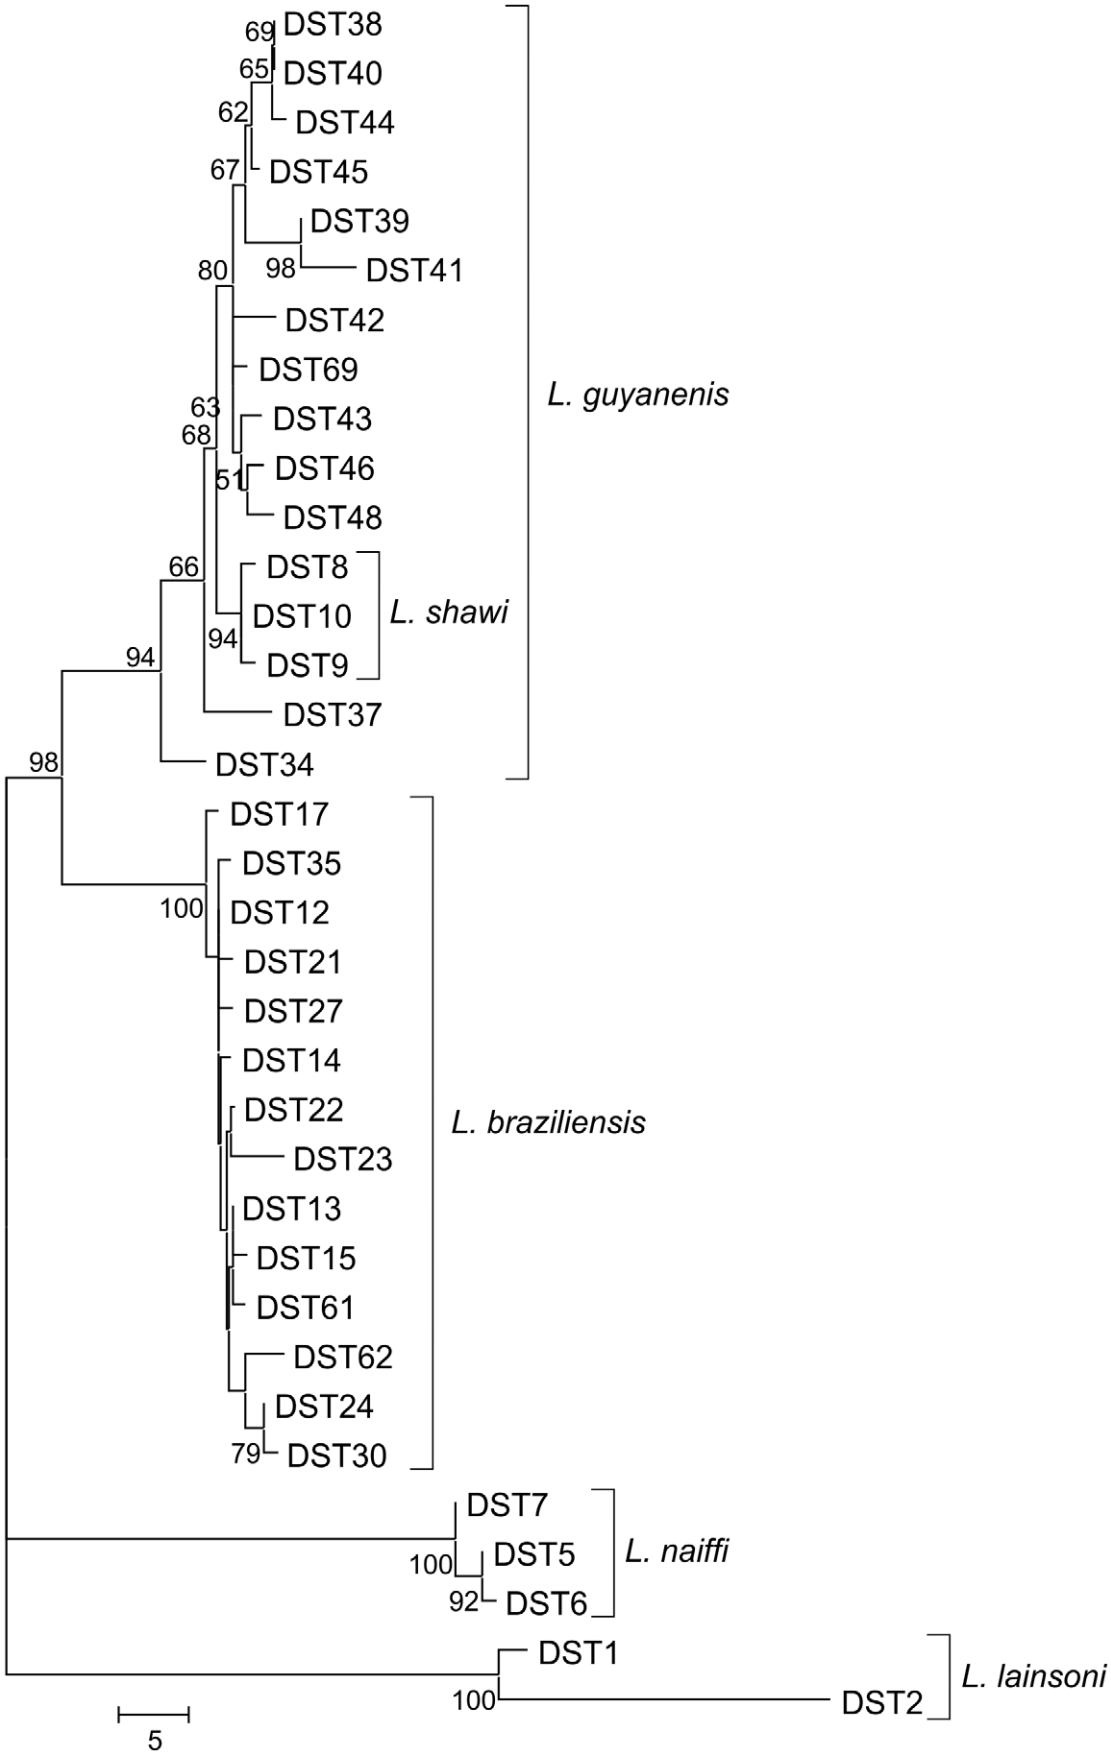 69
DST38
65
DST40
62
DST44
67
DST45
DST39
80
98
DST41
DST42
DST69
L. guyanenis
63
DST43
68
51
DST46
DST48
66
DST8
DST10
L. shawi
94
DST9
94
DST37
98
DST34
DST17
DST35
100
DST12
DST21
DST27
DST14
DST22
L. braziliensis
DST23
DST13
DST15
DST61
DST62
DST24
79
DST30
DST7
100
DST5
L. naiffi
92
DST6
DST1
L. lainsoni
100
DST2
5